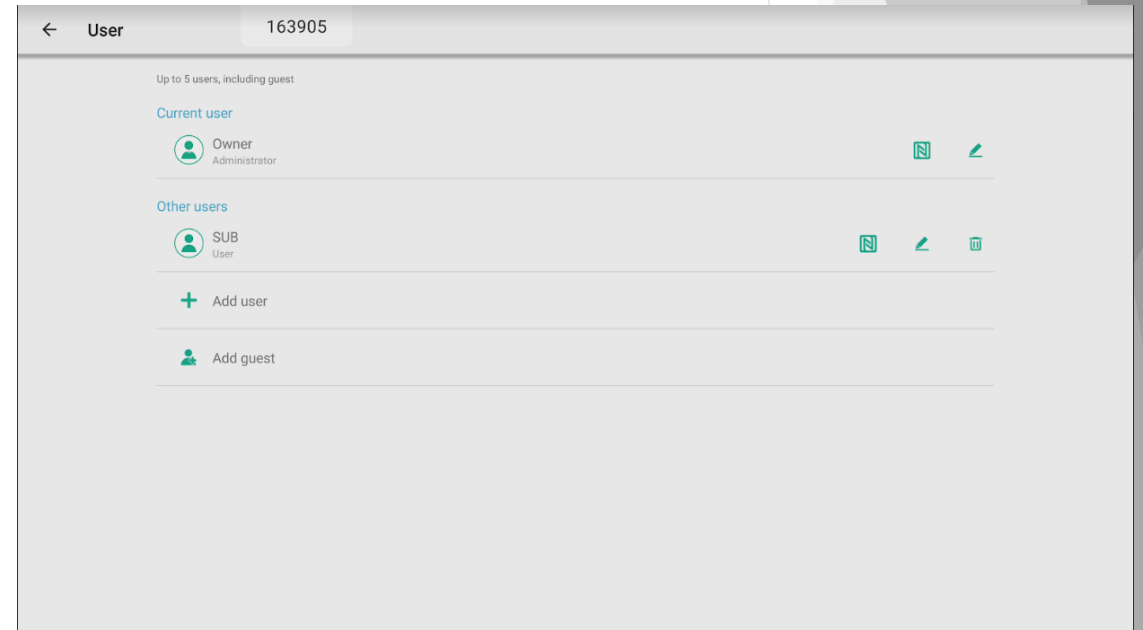 User
163905
Up to 5 users, including guest
Current user
Owner
Administrator
Other users
SUB
User
Add user
Add guest